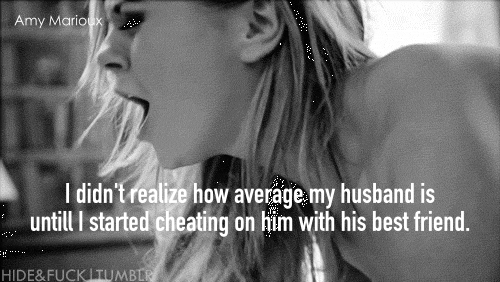 Amy Marioux
I didn't realize how average my husband is
untill I started cheating on him with his best friend.
HIDE&FUCK|TUMBLR